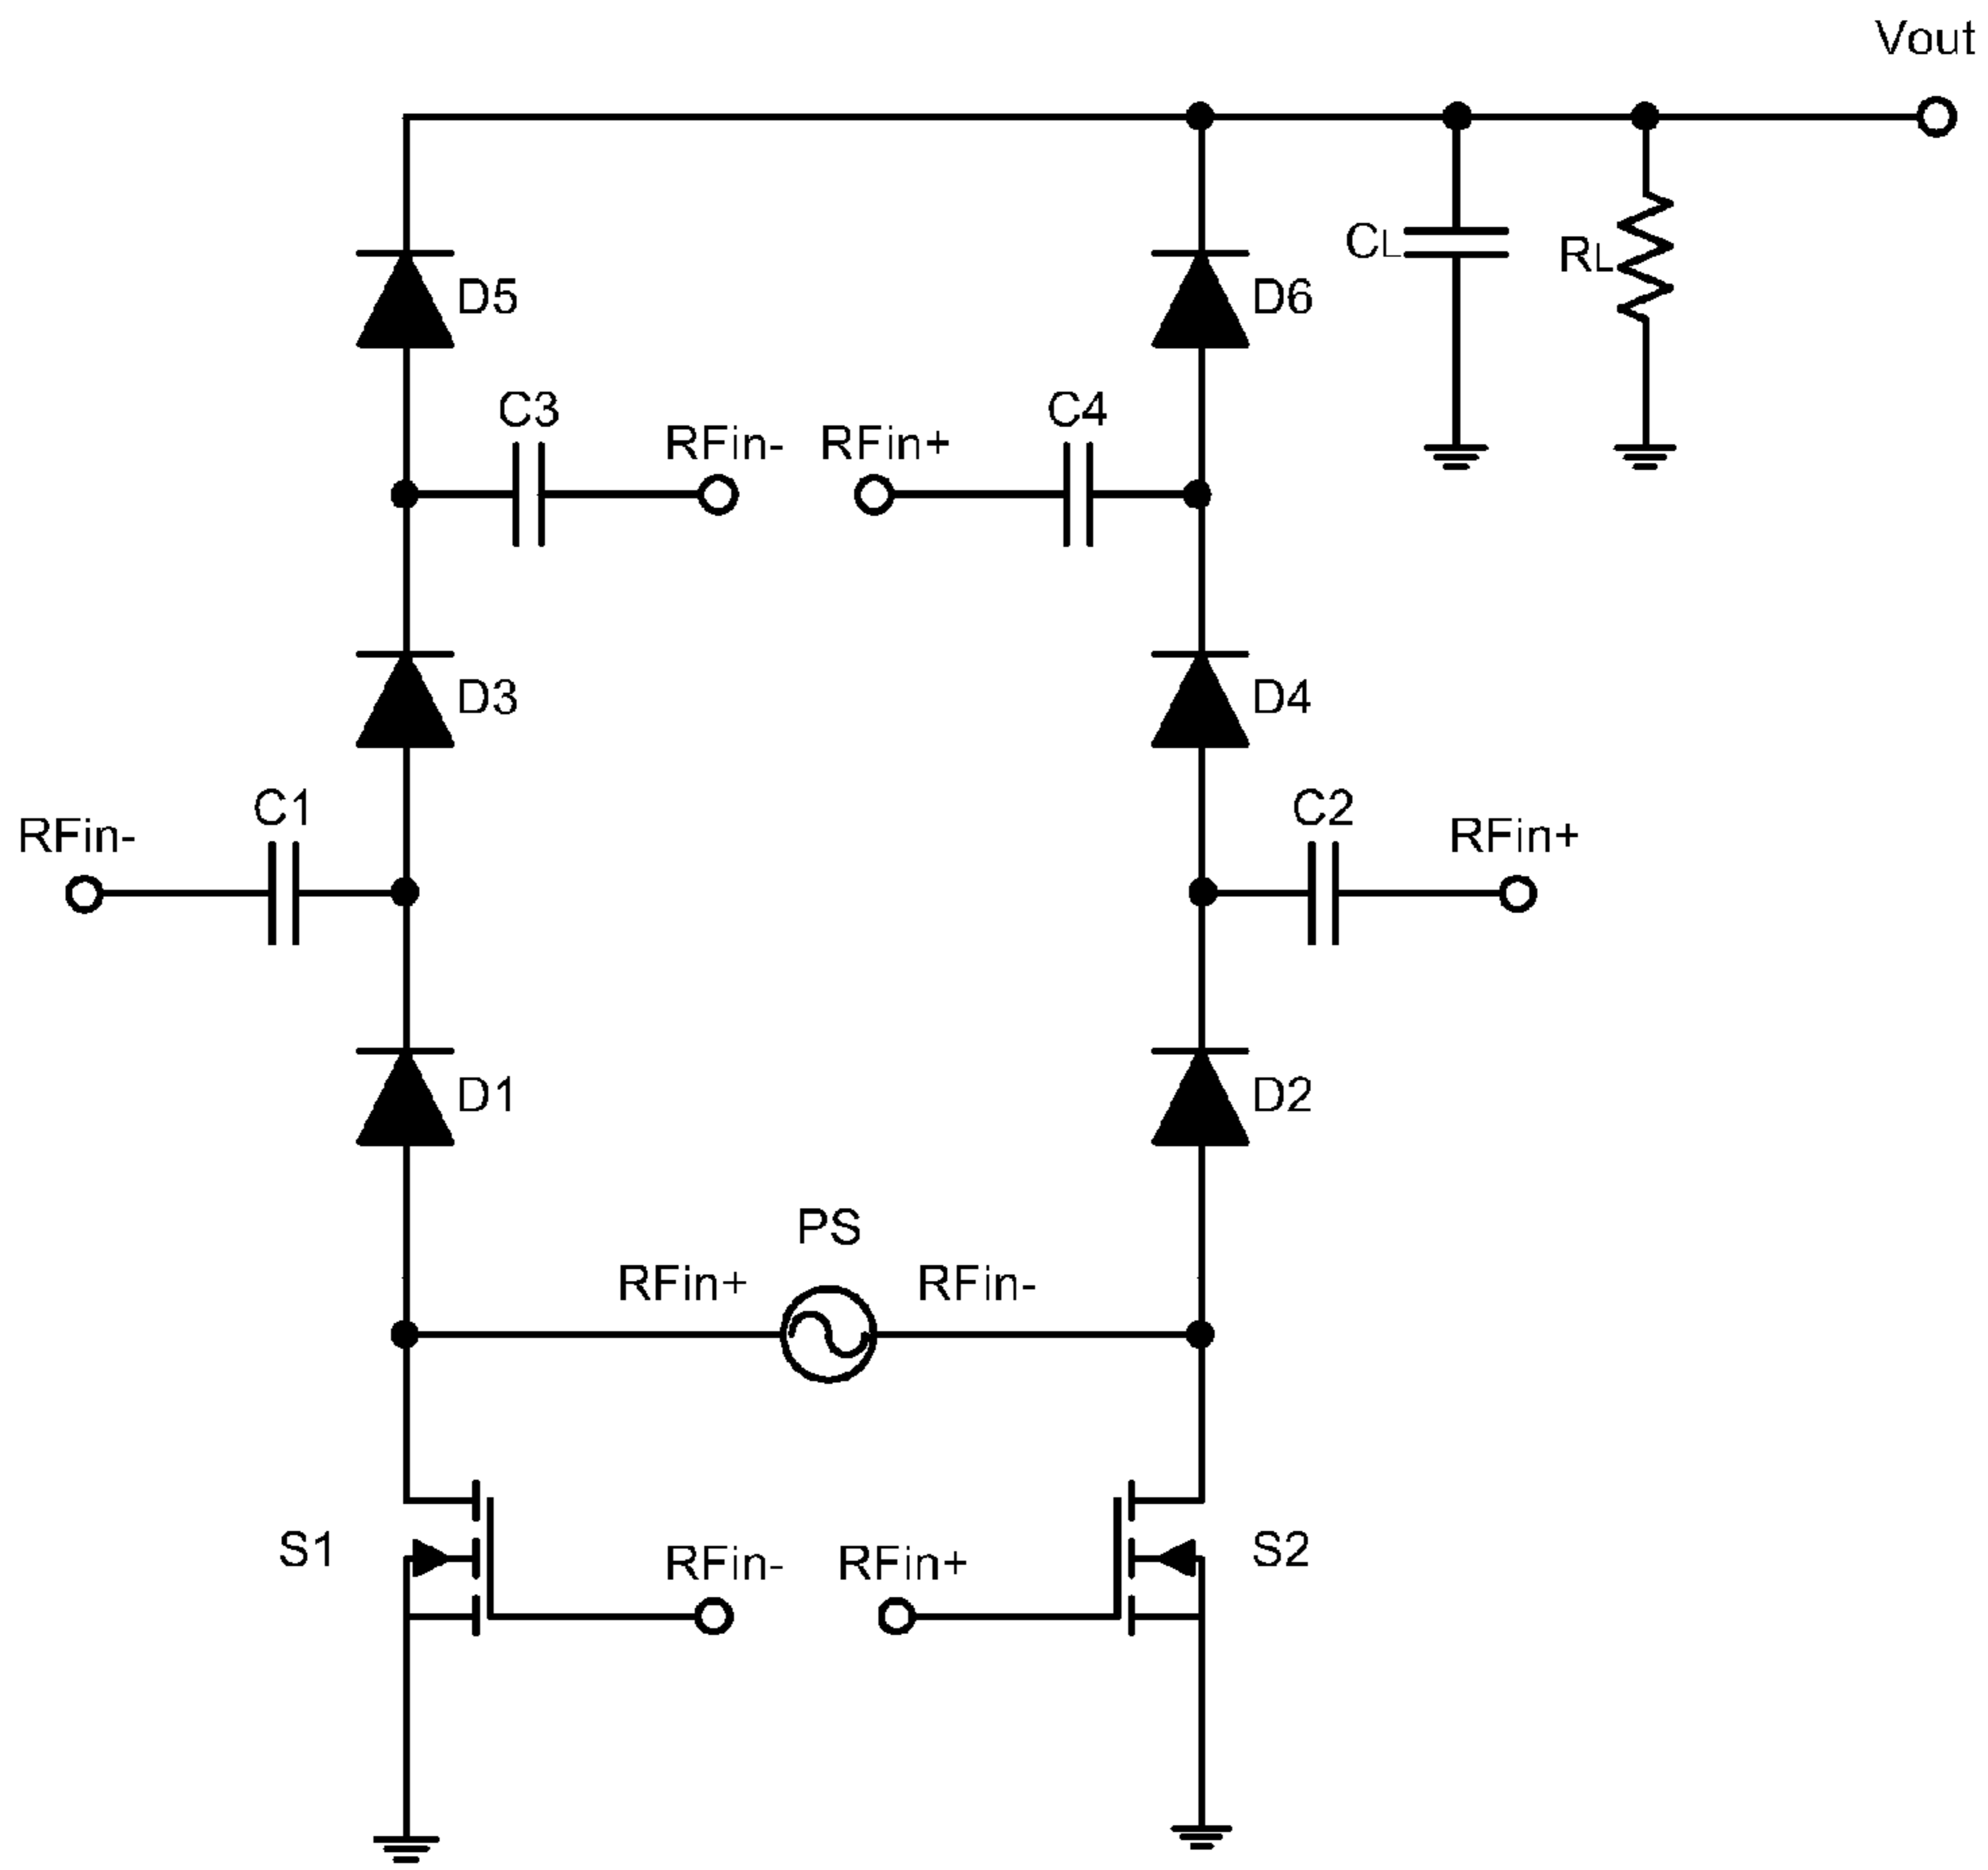 Vout
CL
RL
D5
D6
C3
C4
RFin-
RFin+
D3
D4
C1
C2
RFin-
RFin+
D1
D2
PS
RFin+
RFin-
S1
RFin-
RFin+
S2